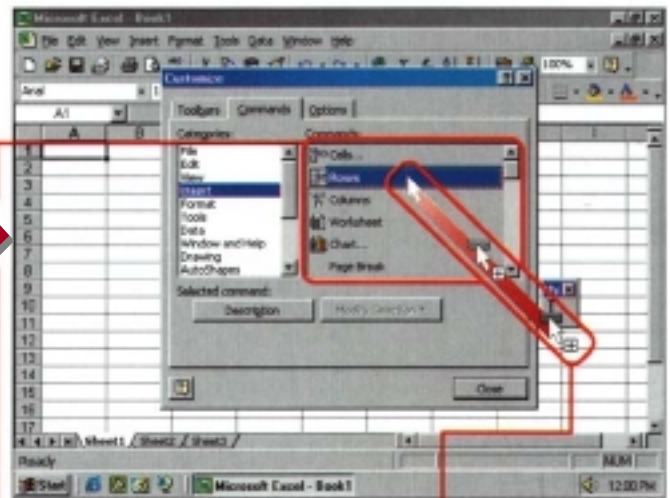 Microsoft Excel - Book1
File Edit View Insert Format Tools Data Window Help
100%
Arial
A1
Customize
Toolbars Commands Options
Categories:
Commands:
File
Edit
View
Insert
Format
Tools
Data
Window and Help
Drawing
AutoShapes
Cells...
Rows
Columns
Worksheet
Chart...
Page Break
Selected command:
Description
Modify Selection
Close
A B I
1
2
3
4
5
6
7
8
9
10
11
12
13
14
15
16
17
Sheet1 Sheet2 Sheet3
Ready
NUM
Start
Microsoft Excel - Book1
12:00 PM